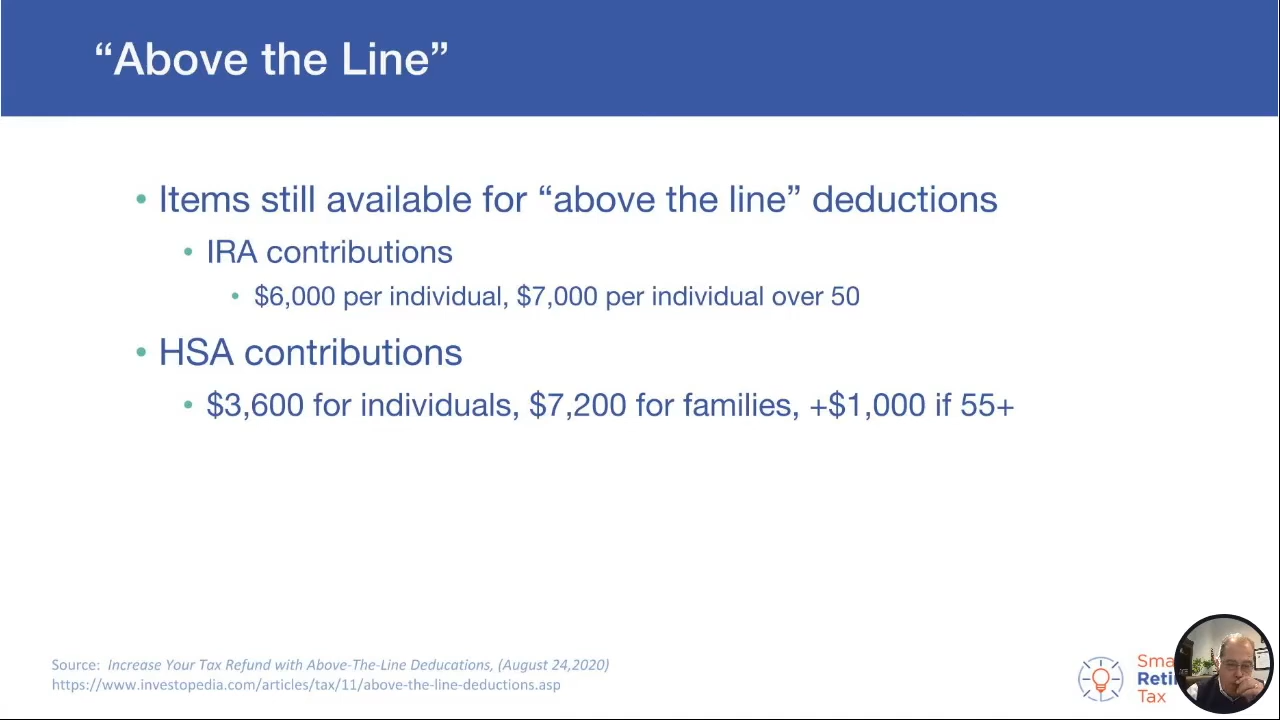 “Above the Line”
• Items still available for “above the line” deductions
• IRA contributions
• $6,000 per individual, $7,000 per individual over 50
• HSA contributions
• $3,600 for individuals, $7,200 for families, +$1,000 if 55+
Source: Increase Your Tax Refund with Above-The-Line Deducations, (August 24,2020)
https://www.investopedia.com/articles/tax/11/above-the-line-deductions.asp
Tax